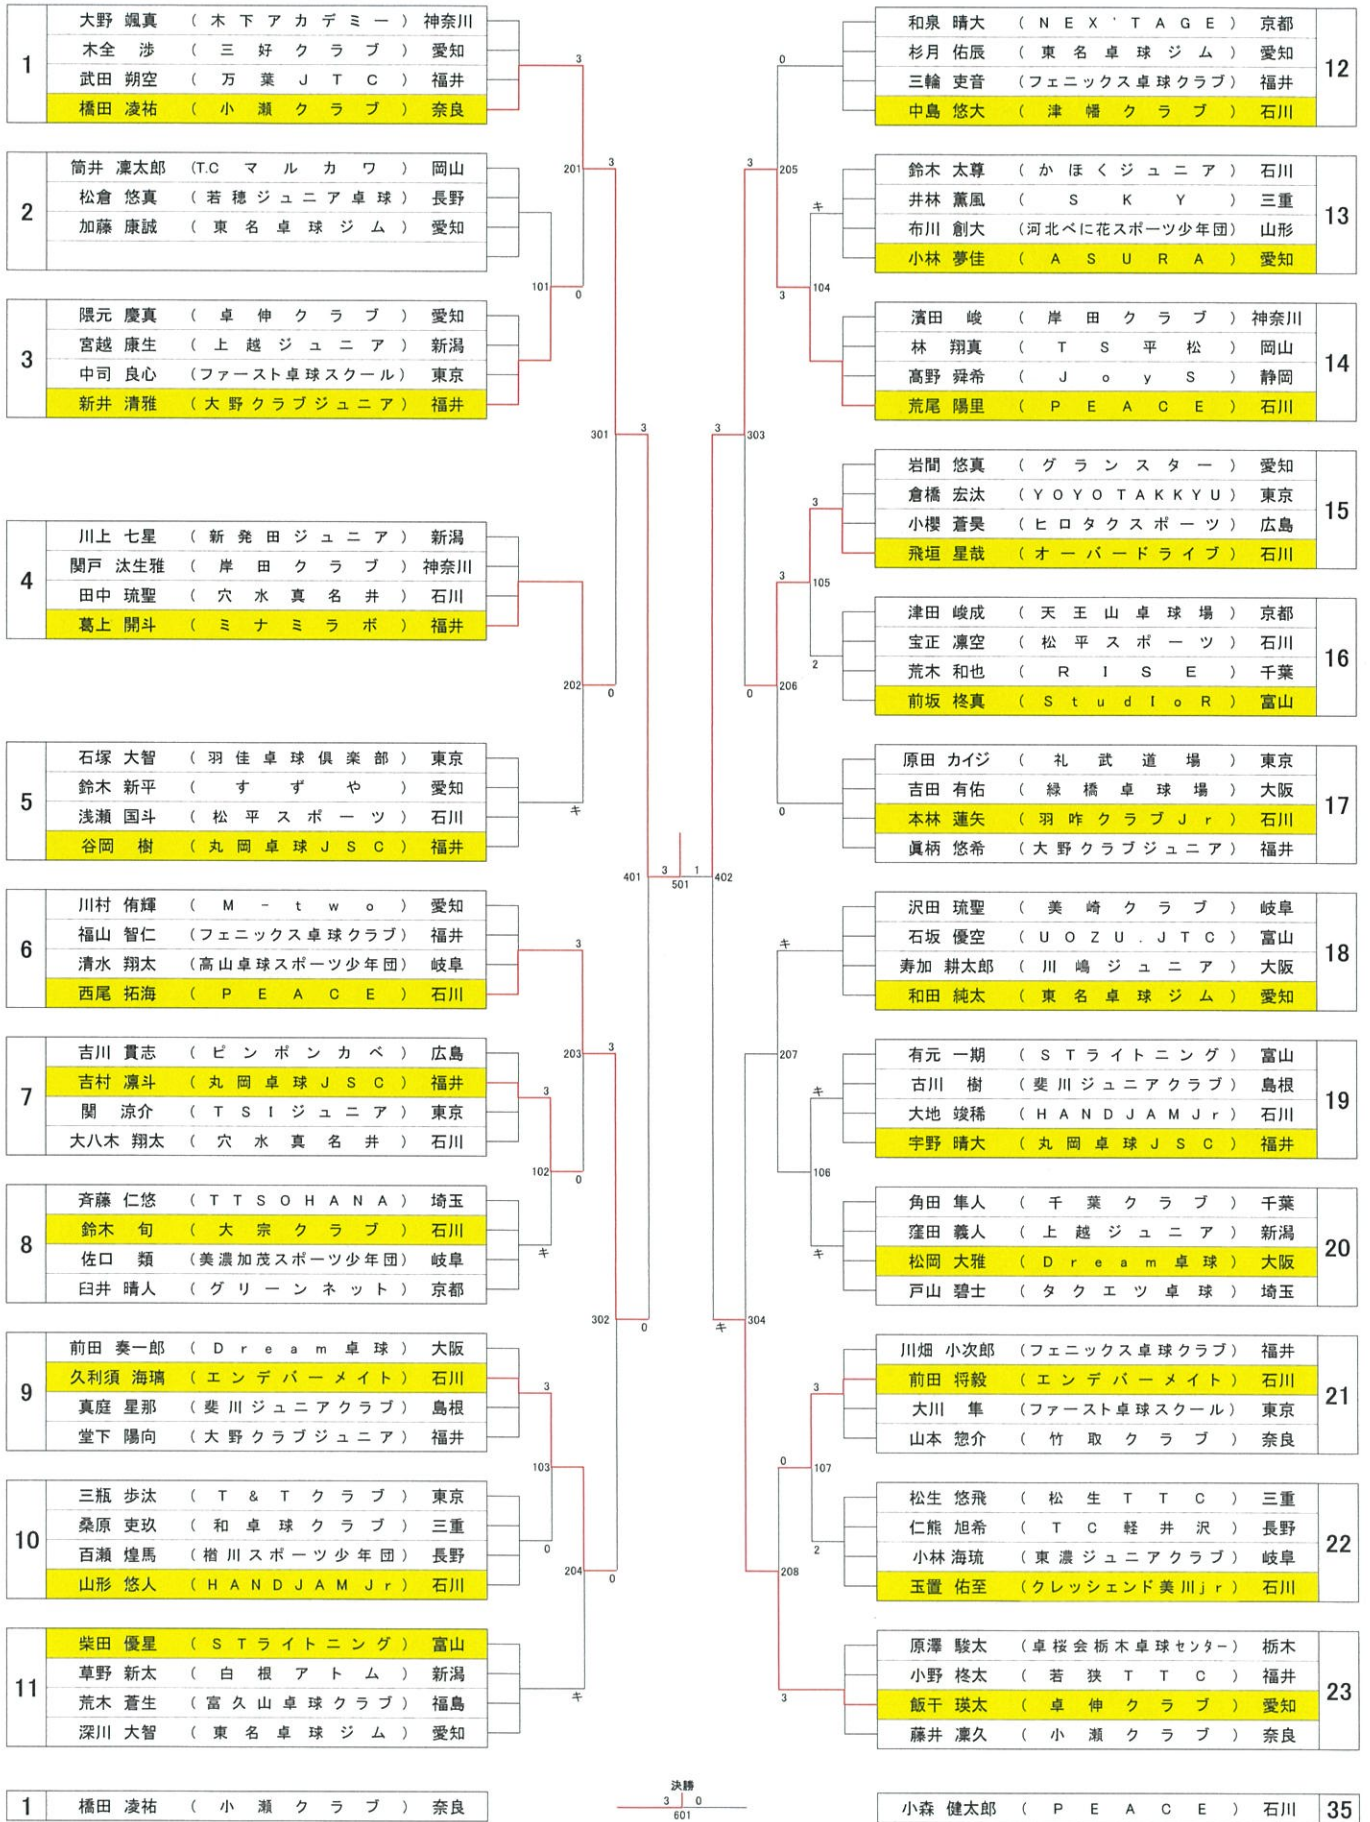 1
大野 颯真 ( 木下アカデミー ) 神奈川
木全 渉 ( 三好クラブ ) 愛知
武田 朔空 ( 万葉JTC ) 福井
橋田 凌祐 ( 小瀬クラブ ) 奈良
2
筒井 凜太郎 (T.C マルカワ ) 岡山
松倉 悠真 ( 若穂ジュニア卓球 ) 長野
加藤 康誠 ( 東名卓球ジム ) 愛知
3
隈元 慶真 ( 卓伸クラブ ) 愛知
宮越 康生 ( 上越ジュニア ) 新潟
中司 良心 (ファースト卓球スクール) 東京
新井 清雅 ( 大野クラブジュニア ) 福井
4
川上 七星 ( 新発田ジュニア ) 新潟
関戸 汰生雅 ( 岸田クラブ ) 神奈川
田中 琉聖 ( 穴水真名井 ) 石川
葛上 開斗 ( ミナミラボ ) 福井
5
石塚 大智 ( 羽佳卓球倶楽部 ) 東京
鈴木 新平 ( すずや ) 愛知
浅瀬 国斗 ( 松平スポーツ ) 石川
谷岡 樹 ( 丸岡卓球JSC ) 福井
6
川村 侑輝 ( M-two ) 愛知
福山 智仁 (フェニックス卓球クラブ) 福井
清水 翔太 (高山卓球スポーツ少年団) 岐阜
西尾 拓海 ( PEACE ) 石川
7
吉川 貫志 ( ピンポンカベ ) 広島
吉村 凛斗 ( 丸岡卓球JSC ) 福井
関 涼介 ( TSIジュニア ) 東京
大八木 翔太 ( 穴水真名井 ) 石川
8
斉藤 仁悠 ( TTSOHANA ) 埼玉
鈴木 旬 ( 大宗クラブ ) 石川
佐口 類 (美濃加茂スポーツ少年団) 岐阜
臼井 晴人 ( グリーンネット ) 京都
9
前田 奏一郎 ( Dream卓球 ) 大阪
久利須 海璃 ( エンデバーメイト ) 石川
真庭 星那 ( 斐川ジュニアクラブ ) 島根
堂下 陽向 ( 大野クラブジュニア ) 福井
10
三瓶 歩汰 ( T&Tクラブ ) 東京
桑原 吏玖 ( 和卓球クラブ ) 三重
百瀬 煌馬 ( 楢川スポーツ少年団 ) 長野
山形 悠人 ( HANDJAMJr ) 石川
11
柴田 優星 ( STライトニング ) 富山
草野 新太 ( 白根アトム ) 新潟
荒木 蒼生 ( 富久山卓球クラブ ) 福島
深川 大智 ( 東名卓球ジム ) 愛知
1
橋田 凌祐 ( 小瀬クラブ ) 奈良
3
201
3
101
0
301
3
202
0
キ
401
3
501
1
402
3
203
3
3
102
0
キ
302
0
3
103
0
204
0
キ
決勝
3 0
601
0
205
3
キ
3
104
3
303
3
3
105
2
0
206
0
キ
207
キ
106
キ
キ
304
3
0
107
2
208
3
12
和泉 晴大 ( NEX'TAGE ) 京都
杉月 佑辰 ( 東名卓球ジム ) 愛知
三輪 吏音 (フェニックス卓球クラブ) 福井
中島 悠大 ( 津幡クラブ ) 石川
13
鈴木 太尊 ( かほくジュニア ) 石川
井林 薫風 ( SKY ) 三重
布川 創大 (河北べに花スポーツ少年団) 山形
小林 夢佳 ( ASURA ) 愛知
14
濱田 峻 ( 岸田クラブ ) 神奈川
林 翔真 ( TS平松 ) 岡山
髙野 舜希 ( JoyS ) 静岡
荒尾 陽里 ( PEACE ) 石川
15
岩間 悠真 ( グランスター ) 愛知
倉橋 宏汰 ( YOYOTAKKYU ) 東京
小櫻 蒼昊 ( ヒロタクスポーツ ) 広島
飛垣 星哉 ( オーバードライブ ) 石川
16
津田 峻成 ( 天王山卓球場 ) 京都
宝正 凛空 ( 松平スポーツ ) 石川
荒木 和也 ( RISE ) 千葉
前坂 柊真 ( StudIoR ) 富山
17
原田 カイジ ( 礼武道場 ) 東京
吉田 有佑 ( 緑橋卓球場 ) 大阪
本林 蓮矢 ( 羽咋クラブJr ) 石川
眞柄 悠希 ( 大野クラブジュニア ) 福井
18
沢田 琉聖 ( 美崎クラブ ) 岐阜
石坂 優空 ( UOZU.JTC ) 富山
寿加 耕太郎 ( 川嶋ジュニア ) 大阪
和田 純太 ( 東名卓球ジム ) 愛知
19
有元 一期 ( STライトニング ) 富山
古川 樹 ( 斐川ジュニアクラブ ) 島根
大地 竣稀 ( HANDJAMJr ) 石川
宇野 晴大 ( 丸岡卓球JSC ) 福井
20
角田 隼人 ( 千葉クラブ ) 千葉
窪田 義人 ( 上越ジュニア ) 新潟
松岡 大雅 ( Dream卓球 ) 大阪
戸山 碧士 ( タクエツ卓球 ) 埼玉
21
川畑 小次郎 (フェニックス卓球クラブ) 福井
前田 将毅 ( エンデバーメイト ) 石川
大川 隼 (ファースト卓球スクール) 東京
山本 惣介 ( 竹取クラブ ) 奈良
22
松生 悠飛 ( 松生TTC ) 三重
仁熊 旭希 ( TC軽井沢 ) 長野
小林 海琉 ( 東濃ジュニアクラブ ) 岐阜
玉置 佑至 (クレッシェンド美川jr) 石川
23
原澤 駿太 (卓桜会栃木卓球センター) 栃木
小野 柊太 ( 若狭TTC ) 福井
飯干 瑛太 ( 卓伸クラブ ) 愛知
藤井 凜久 ( 小瀬クラブ ) 奈良
小森 健太郎 ( PEACE ) 石川
35